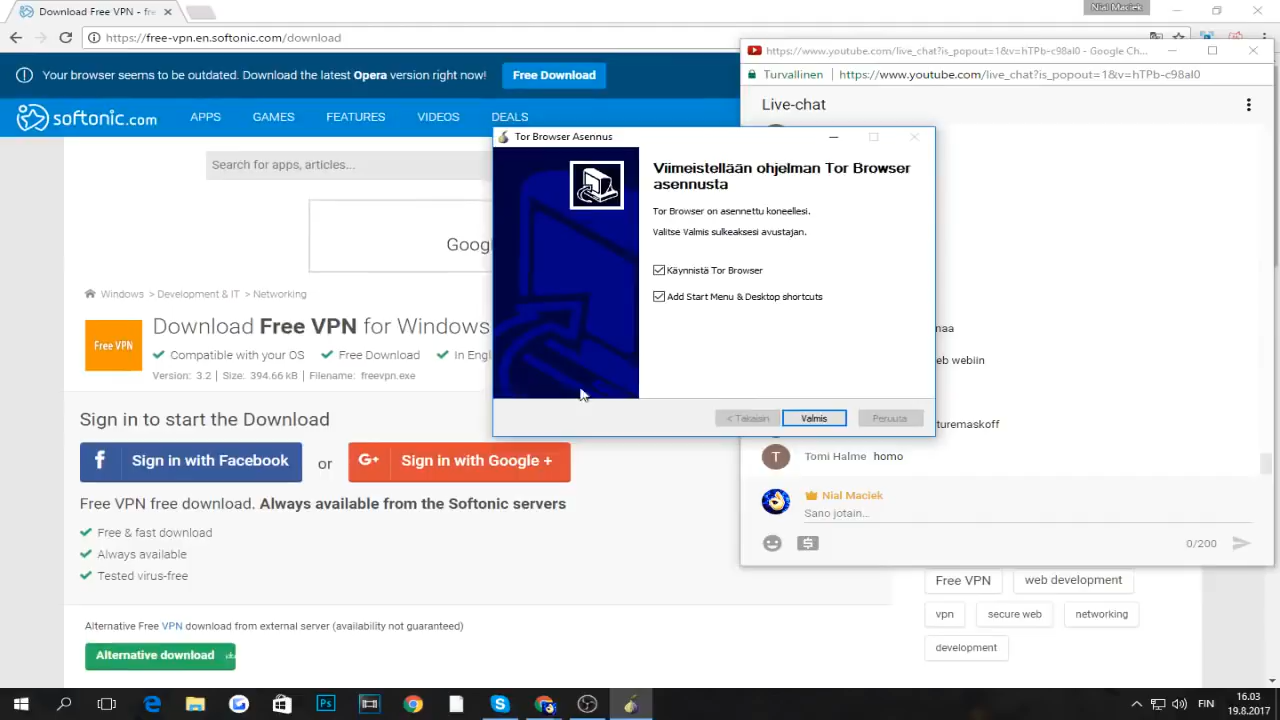 Download Free VPN - fre
Nial Maciek
https://free-vpn.en.softonic.com/download
Your browser seems to be outdated. Download the latest Opera version right now!
Free Download
softonic.com
APPS
GAMES
FEATURES
VIDEOS
DEALS
Search for apps, articles...
Goog
Windows > Development & IT > Networking
Free VPN
Download Free VPN for Windows
Compatible with your OS
Free Download
In Engl
Version: 3.2 | Size: 394.66 kB | Filename: freevpn.exe
Sign in to start the Download
f Sign in with Facebook
or
G+ Sign in with Google +
Free VPN free download. Always available from the Softonic servers
Free & fast download
Always available
Tested virus-free
Alternative Free VPN download from external server (availability not guaranteed)
Alternative download
Tor Browser Asennus
Viimeistellään ohjelman Tor Browser
asennusta
Tor Browser on asennettu koneellesi.
Valitse Valmis sulkeaksesi avustajan.
Käynnistä Tor Browser
Add Start Menu & Desktop shortcuts
< Takaisin
Valmis
Peruuta
https://www.youtube.com/live_chat?is_popout=1&v=hTPb-c98aI0 - Google Ch...
Turvallinen
https://www.youtube.com/live_chat?is_popout=1&v=hTPb-c98aI0
Live-chat
maa
eb webiin
turemaskoff
T Tomi Halme homo
Nial Maciek
Sano jotain...
0/200
Free VPN
web development
vpn
secure web
networking
development
FIN
16.03
19.8.2017